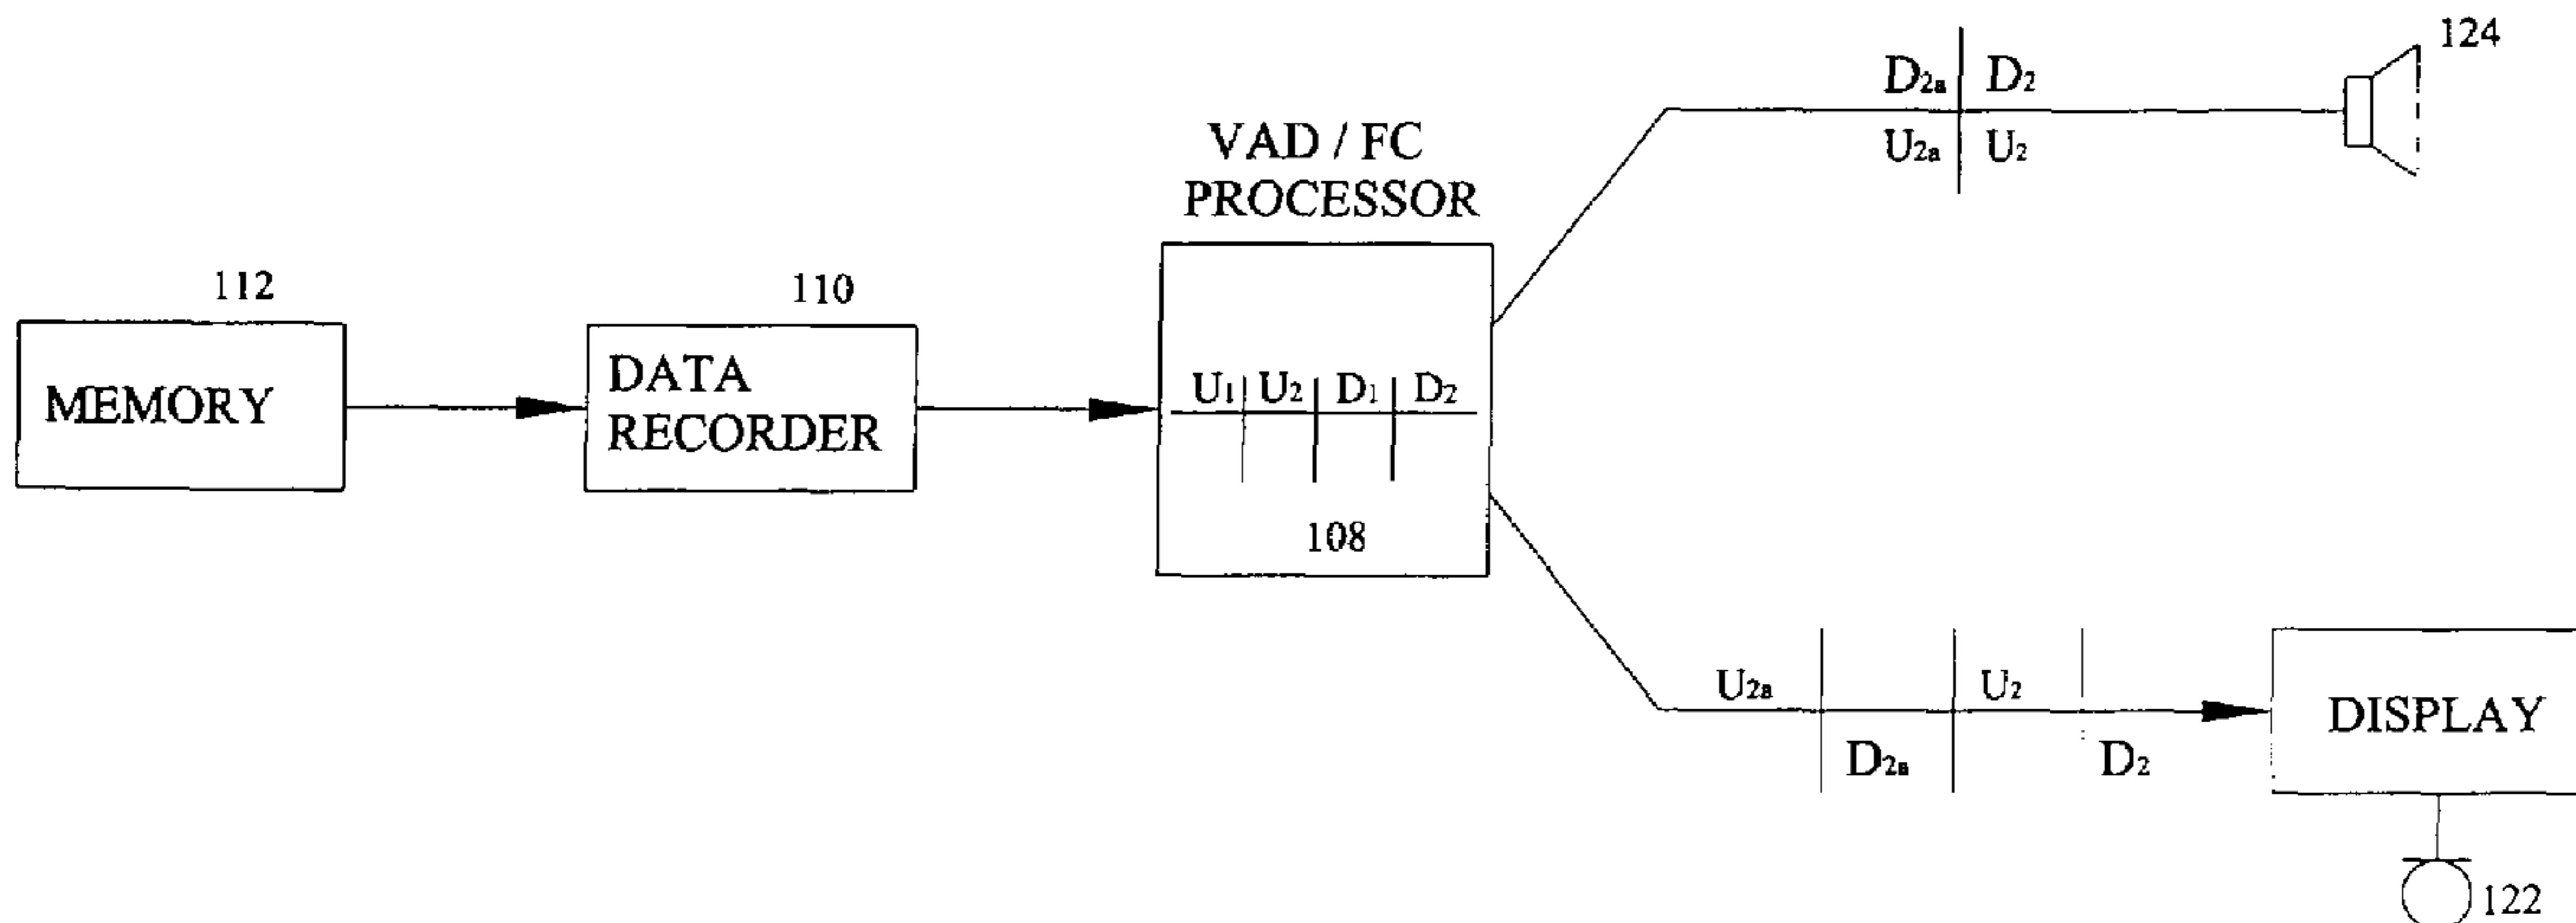 124
D2a D2
U2a U2
VAD / FC
PROCESSOR
112
110
MEMORY
DATA
RECORDER
U1 U2 D1 D2
108
U2a U2
D2a D2
DISPLAY
122